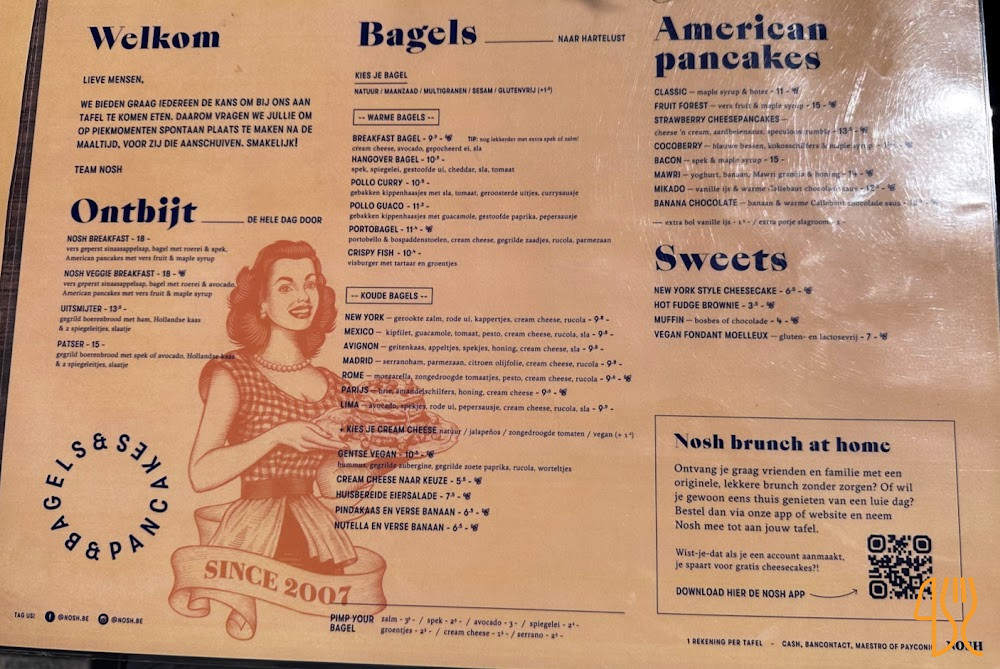 Welkom
LIEVE MENSEN,
WE BIEDEN GRAAG IEDEREEN DE KANS OM BIJ ONS AAN
TAFEL TE KOMEN ETEN. DAAROM VRAGEN WE JULLIE OM
OP PIEKMOMENTEN SPONTAAN PLAATS TE MAKEN NA DE
MAALTIJD, VOOR ZIJ DIE AANSCHUIVEN. SMAKELIJK!
TEAM NOSH
Ontbijt DE HELE DAG DOOR
NOSH BREAKFAST - 18 -
vers geperst sinaasappelsap, bagel met roerei & spek,
American pancakes met vers fruit & maple syrup
NOSH VEGGIE BREAKFAST - 18 -
vers geperst sinaasappelsap, bagel met roerei & avocado,
American pancakes met vers fruit & maple syrup
UITSMIJTER - 13⁵ -
gegrild boerenbrood met ham, Hollandse kaas
& 2 spiegeleitjes, slaatje
PATSER - 15 -
gegrild boerenbrood met spek of avocado, Hollandse kaas
& 2 spiegeleitjes, slaatje
BAGELS & PANCAKES &
SINCE 2007
TAG US! @NOSH.BE @NOSH.BE
Bagels NAAR HARTELUST
KIES JE BAGEL
NATUUR / MAANZAAD / MULTIGRANEN / SESAM / GLUTENVRIJ
-- WARME BAGELS --
BREAKFAST BAGEL - TIP: nog lekkerder met extra spek of zalm!
cream cheese, avocado, gepocheerd ei, sla
HANGOVER BAGEL -
spek, spiegelei, gestoofde ui, cheddar, sla, tomaat
POLLO CURRY -
gebakken kippenhaasjes met sla, tomaat, geroosterde uitjes, currysausje
POLLO GUACO -
gebakken kippenhaasjes met guacamole, gestoofde paprika, pepersausje
PORTOBAGEL -
portobello & bospaddenstoelen, cream cheese, gegrilde zaadjes, rucola, parmezaan
CRISPY FISH -
visburger met tartaar en groentjes
-- KOUDE BAGELS --
NEW YORK - gerookte zalm, rode ui, kappertjes, cream cheese, rucola -
MEXICO - kipfilet, guacamole, tomaat, pesto, cream cheese, rucola, sla -
AVIGNON - geitenkaas, appeltjes, spekjes, honing, cream cheese, sla -
MADRID - serranoham, parmezaan, citroen olijfolie, cream cheese, rucola -
ROME - mozzarella, zongedroogde tomaatjes, pesto, cream cheese, rucola -
PARIJS - brie, amandelschilfers, honing, cream cheese -
LIMA - avocado, spekjes, rode ui, pepersausje, cream cheese, rucola, sla -
+ KIES JE CREAM CHEESE natuur / jalapeños / zongedroogde tomaten / vegan
GENTSE VEGAN -
hummus, gegrilde aubergine, gegrilde zoete paprika, rucola, worteltjes
CREAM CHEESE NAAR KEUZE -
HUISBEREIDE EIERSALADE -
PINDAKAAS EN VERSE BANAAN -
NUTELLA EN VERSE BANAAN -
PIMP YOUR BAGEL
zalm - / spek - / avocado - 3 - / spiegelei -
groentjes - / cream cheese - / serrano -
American
pancakes
CLASSIC - maple syrup & boter - 11 -
FRUIT FOREST - vers fruit & maple syrup - 15 -
STRAWBERRY CHEESEPANCAKES -
cheese 'n cream, aardbeiensaus, speculoos crumble -
COCOBERRY - blauwe bessen, kokosschilfers & maple syrup -
BACON - spek & maple syrup - 15 -
MAWRI - yoghurt, banaan, Mawri granola & honing - 14 -
MIKADO - vanille ijs & warme Callebaut chocoladesaus -
BANANA CHOCOLATE - banaan & warme Callebaut chocolade saus -
— extra bol vanille ijs - / extra potje slagroom
Sweets
NEW YORK STYLE CHEESECAKE -
HOT FUDGE BROWNIE -
MUFFIN - bosbes of chocolade - 4 -
VEGAN FONDANT MOELLEUX - gluten- en lactosevrij - 7 -
Nosh brunch at home
Ontvang je graag vrienden en familie met een
originele, lekkere brunch zonder zorgen? Of wil
je gewoon eens thuis genieten van een luie dag?
Bestel dan via onze app of website en neem
Nosh mee tot aan jouw tafel.
Wist-je-dat als je een account aanmaakt,
je spaart voor gratis cheesecakes?!
DOWNLOAD HIER DE NOSH APP
1 REKENING PER TAFEL - CASH, BANCONTACT, MAESTRO OF PAYCONIQ NOSH